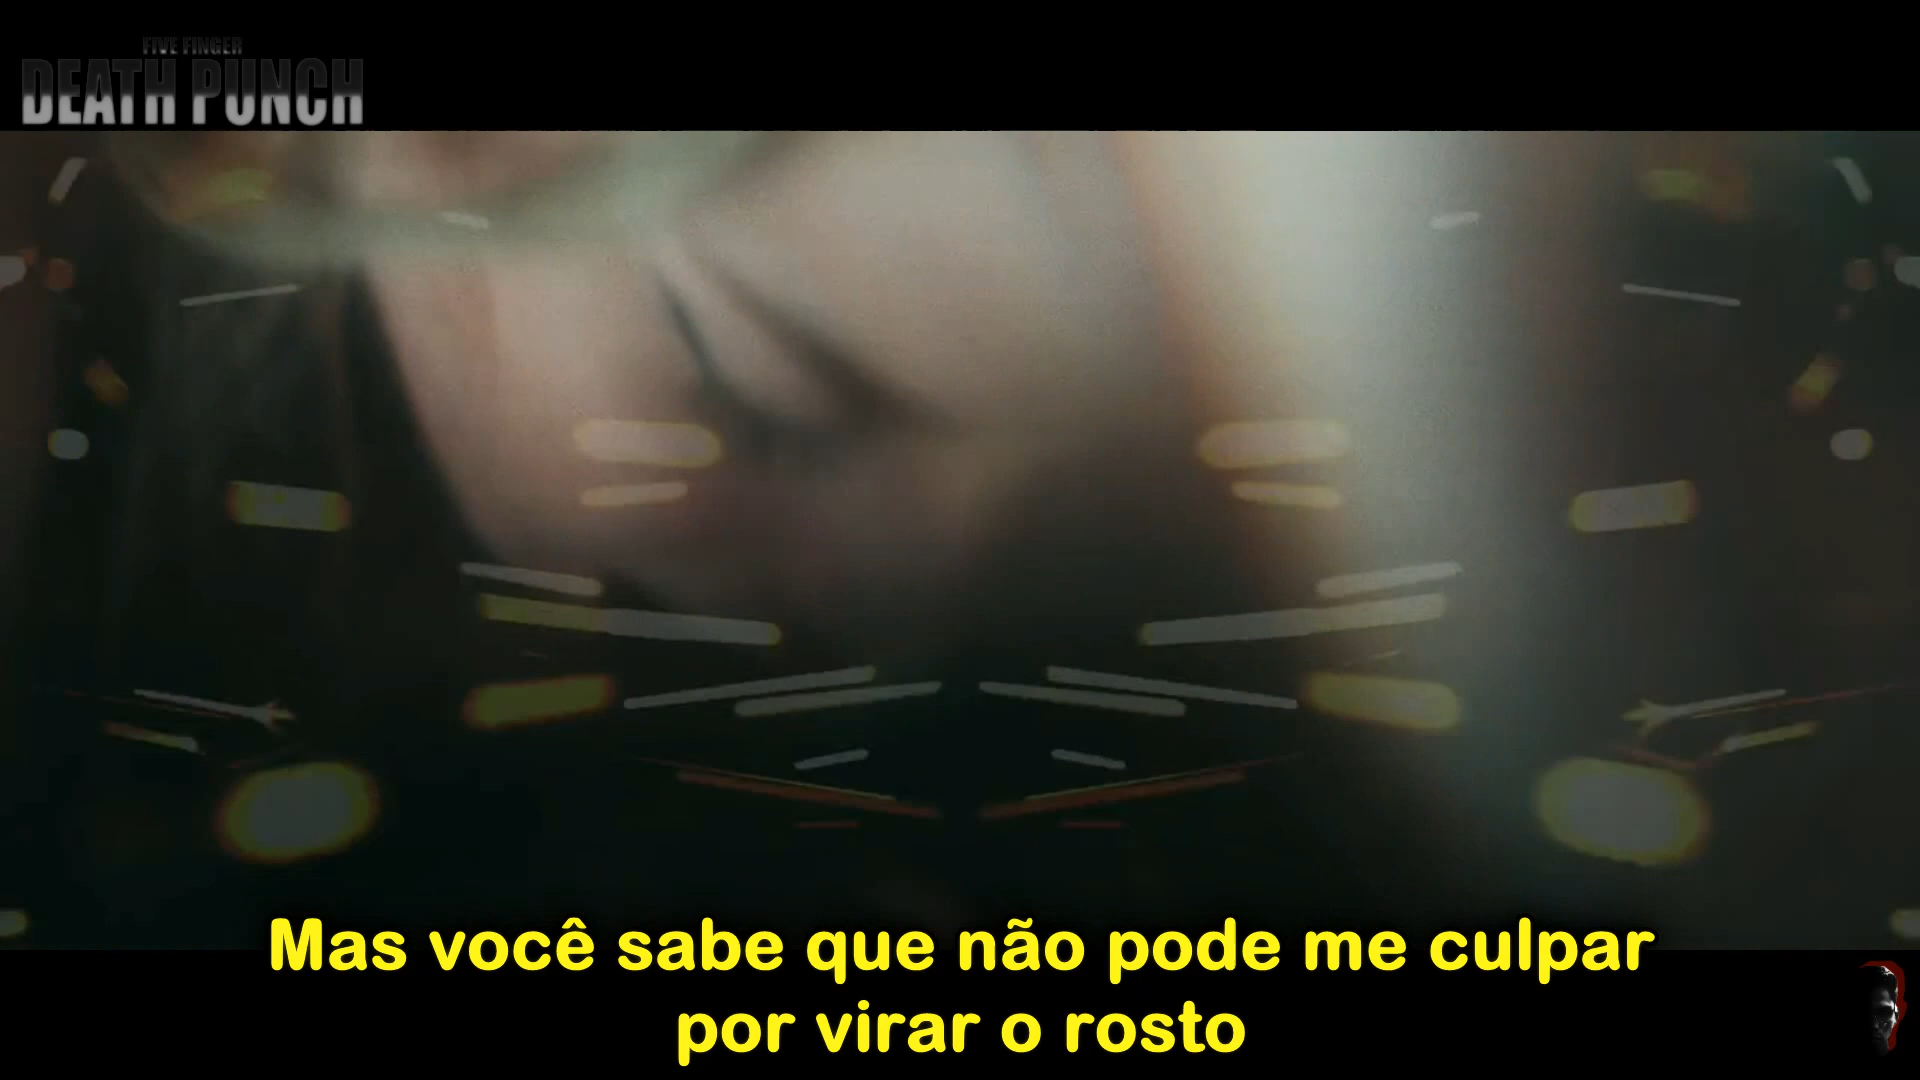 FIVE FINGER
DEATH PUNCH
Mas você sabe que não pode me culpar
por virar o rosto